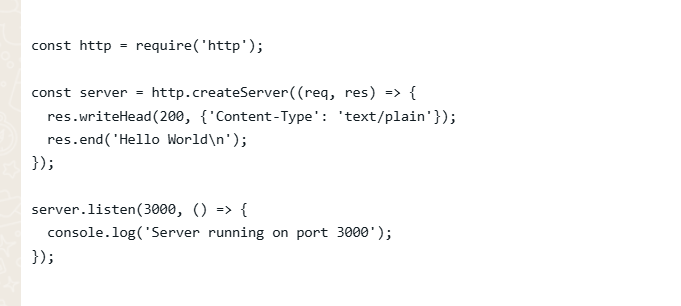 const http = require('http');

const server = http.createServer((req, res) => {
  res.writeHead(200, {'Content-Type': 'text/plain'});
  res.end('Hello World\n');
});

server.listen(3000, () => {
  console.log('Server running on port 3000');
});